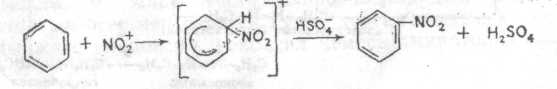 + NO₂⁺ → [ H NO₂ ]⁺ HSO₄⁻ → NO₂ + H₂SO₄